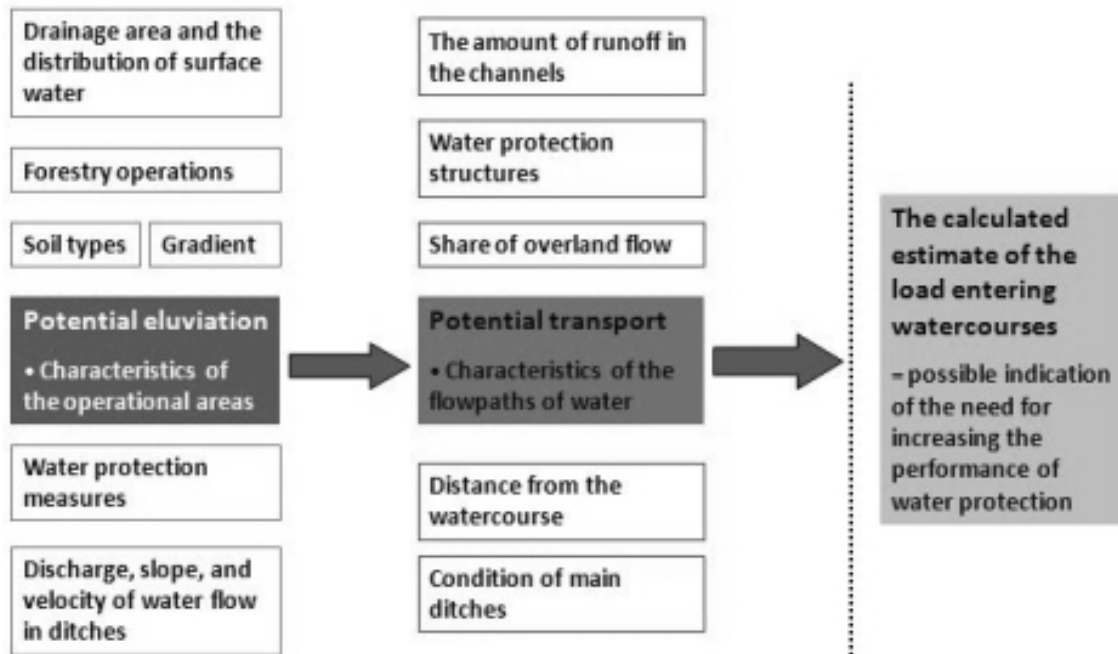 Drainage area and the
distribution of surface
water
Forestry operations
Soil types
Gradient
Potential eluviation
• Characteristics of
the operational areas
Water protection
measures
Discharge, slope, and
velocity of water flow
in ditches
The amount of runoff in
the channels
Water protection
structures
Share of overland flow
Potential transport
• Characteristics of the
flowpaths of water
Distance from the
watercourse
Condition of main
ditches
The calculated
estimate of the
load entering
watercourses
= possible indication
of the need for
increasing the
performance of
water protection